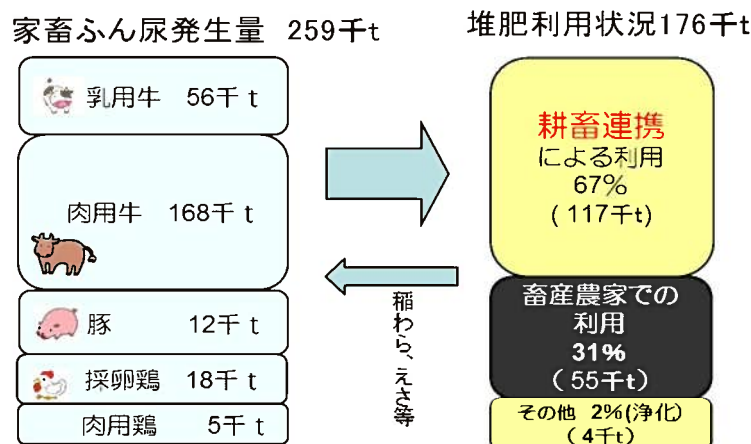 家畜ふん尿発生量 259千t
乳用牛 56千t
肉用牛 168千t
豚 12千t
採卵鶏 18千t
肉用鶏 5千t
稲わら、えさ等
堆肥利用状況176千t
耕畜連携
による利用
67%
(117千t)
畜産農家での
利用
31%
(55千t)
その他 2%(浄化)
(4千t)